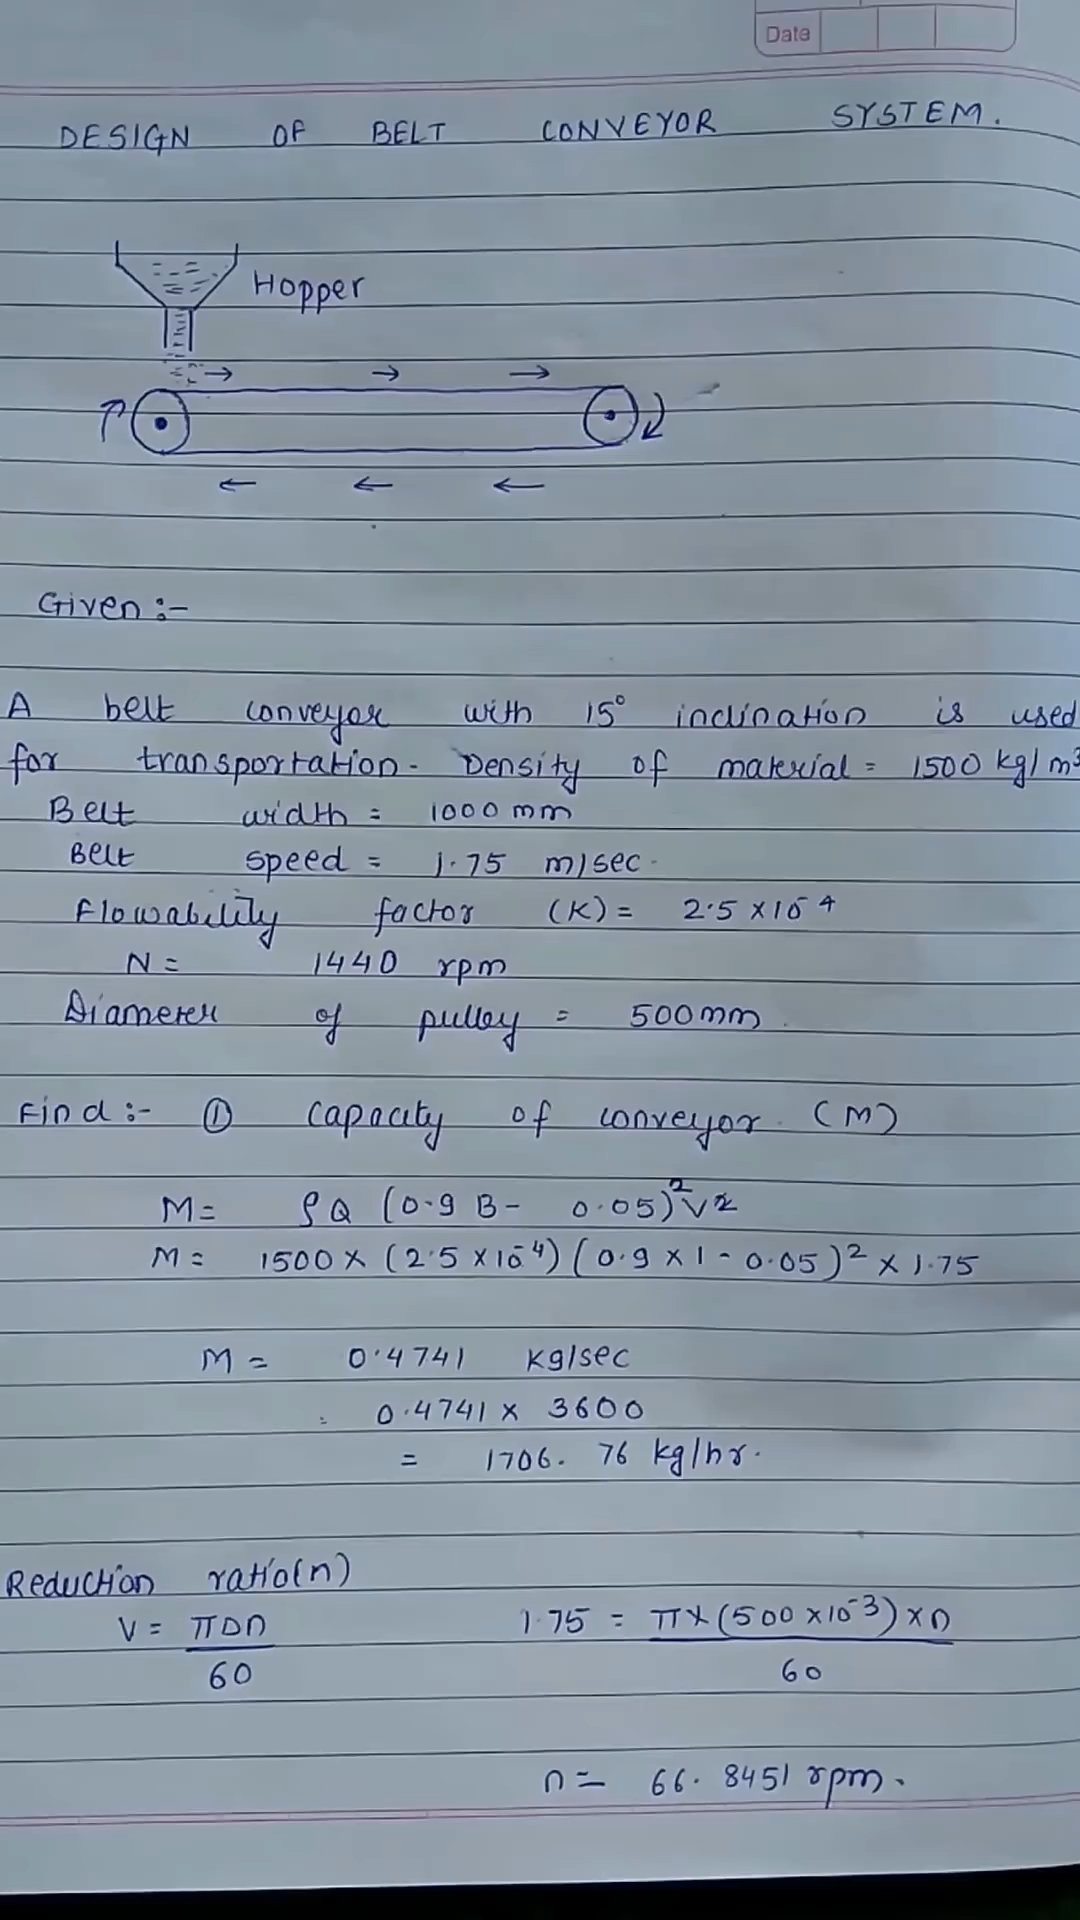 Date
DESIGN OF BELT CONVEYOR SYSTEM.
Hopper
Given :-
A belt conveyor with 15° inclination is used
for transportation. Density of material = 1500 kg/m³
Belt width = 1000 mm
Belt speed = 1.75 m/sec.
Flowability factor (K) = 2.5 × 10⁻⁴
N = 1440 rpm
Diameter of pulley = 500mm
Find :- ① Capacity of conveyor (M)
M = ρQ (0.9 B - 0.05)² V²
M = 1500 × (2.5 × 10⁻⁴) (0.9 × 1 - 0.05)² × 1.75
M = 0.4741 kg/sec
= 0.4741 × 3600
= 1706.76 kg/hr.
Reduction ratio(n)
V = πDn / 60 1.75 = π × (500 × 10⁻³) × n / 60
n = 66.8451 rpm.